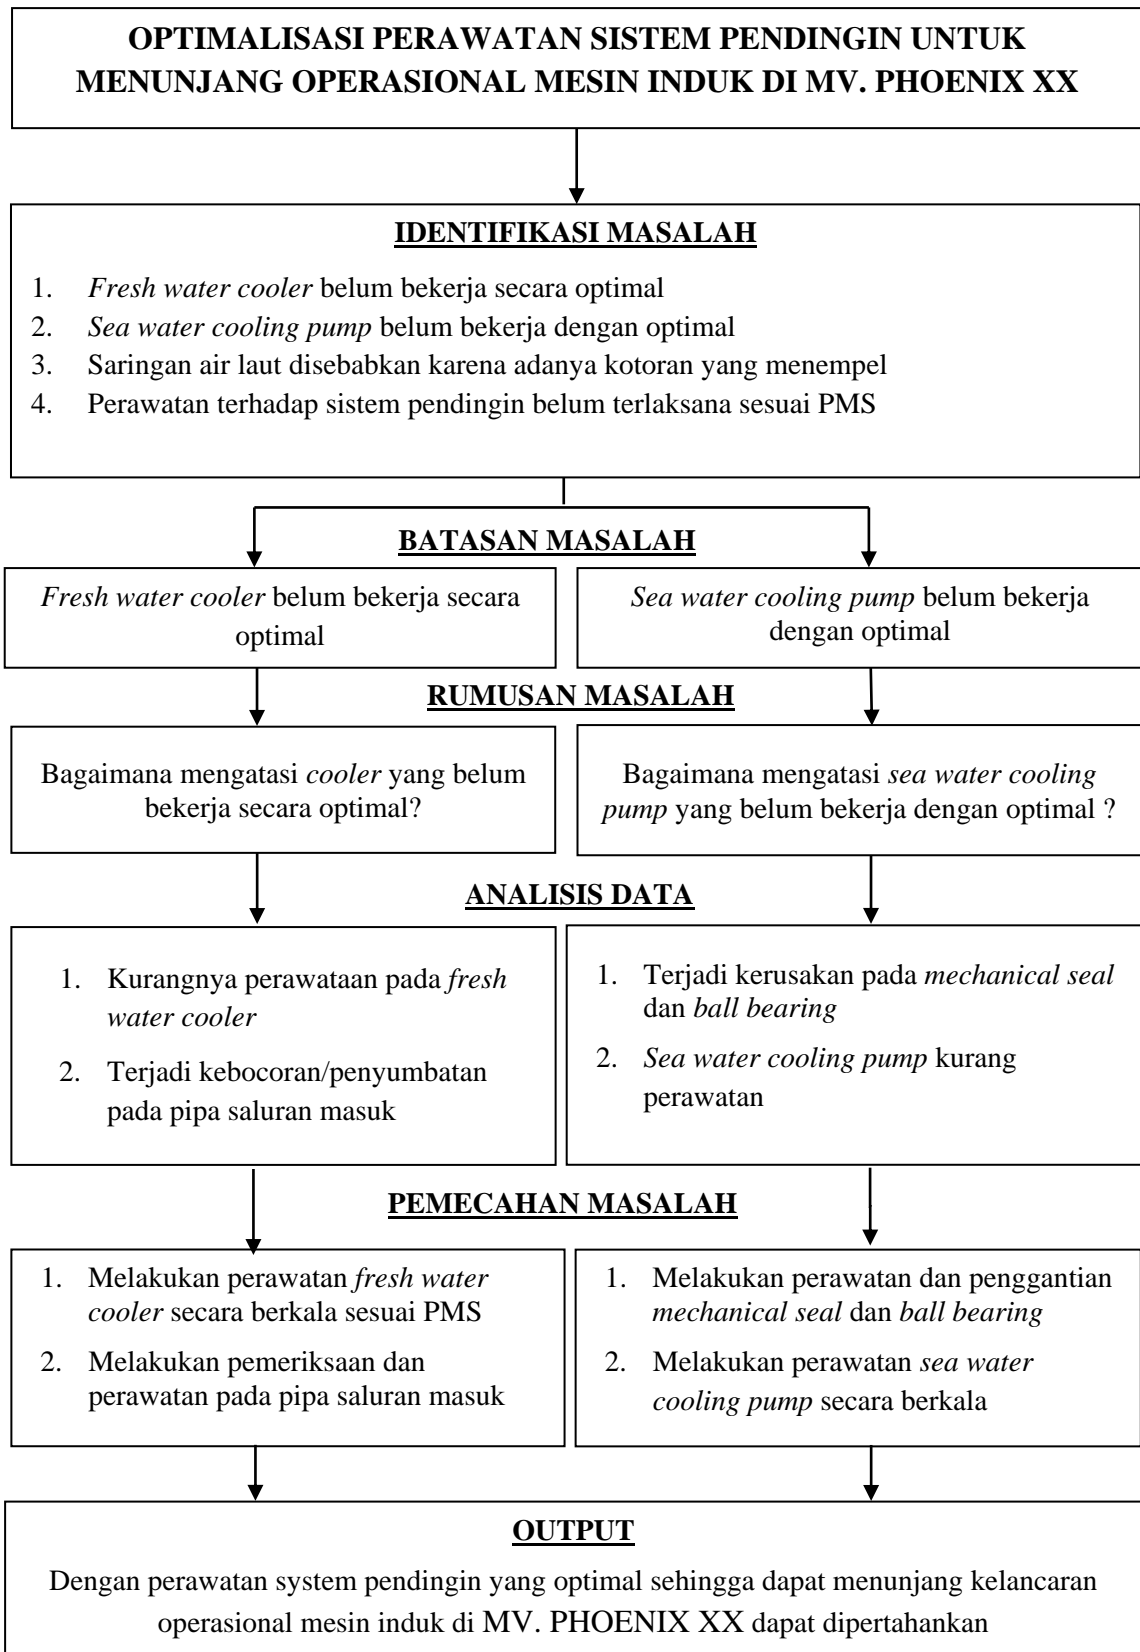 OPTIMALISASI PERAWATAN SISTEM PENDINGIN UNTUK
MENUNJANG OPERASIONAL MESIN INDUK DI MV. PHOENIX XX
IDENTIFIKASI MASALAH
1. Fresh water cooler belum bekerja secara optimal
2. Sea water cooling pump belum bekerja dengan optimal
3. Saringan air laut disebabkan karena adanya kotoran yang menempel
4. Perawatan terhadap sistem pendingin belum terlaksana sesuai PMS
BATASAN MASALAH
Fresh water cooler belum bekerja secara
optimal
Sea water cooling pump belum bekerja
dengan optimal
RUMUSAN MASALAH
Bagaimana mengatasi cooler yang belum
bekerja secara optimal?
Bagaimana mengatasi sea water cooling
pump yang belum bekerja dengan optimal ?
ANALISIS DATA
1. Kurangnya perawataan pada fresh
water cooler
2. Terjadi kebocoran/penyumbatan
pada pipa saluran masuk
1. Terjadi kerusakan pada mechanical seal
dan ball bearing
2. Sea water cooling pump kurang
perawatan
PEMECAHAN MASALAH
1. Melakukan perawatan fresh water
cooler secara berkala sesuai PMS
2. Melakukan pemeriksaan dan
perawatan pada pipa saluran masuk
1. Melakukan perawatan dan penggantian
mechanical seal dan ball bearing
2. Melakukan perawatan sea water
cooling pump secara berkala
OUTPUT
Dengan perawatan system pendingin yang optimal sehingga dapat menunjang kelancaran
operasional mesin induk di MV. PHOENIX XX dapat dipertahankan